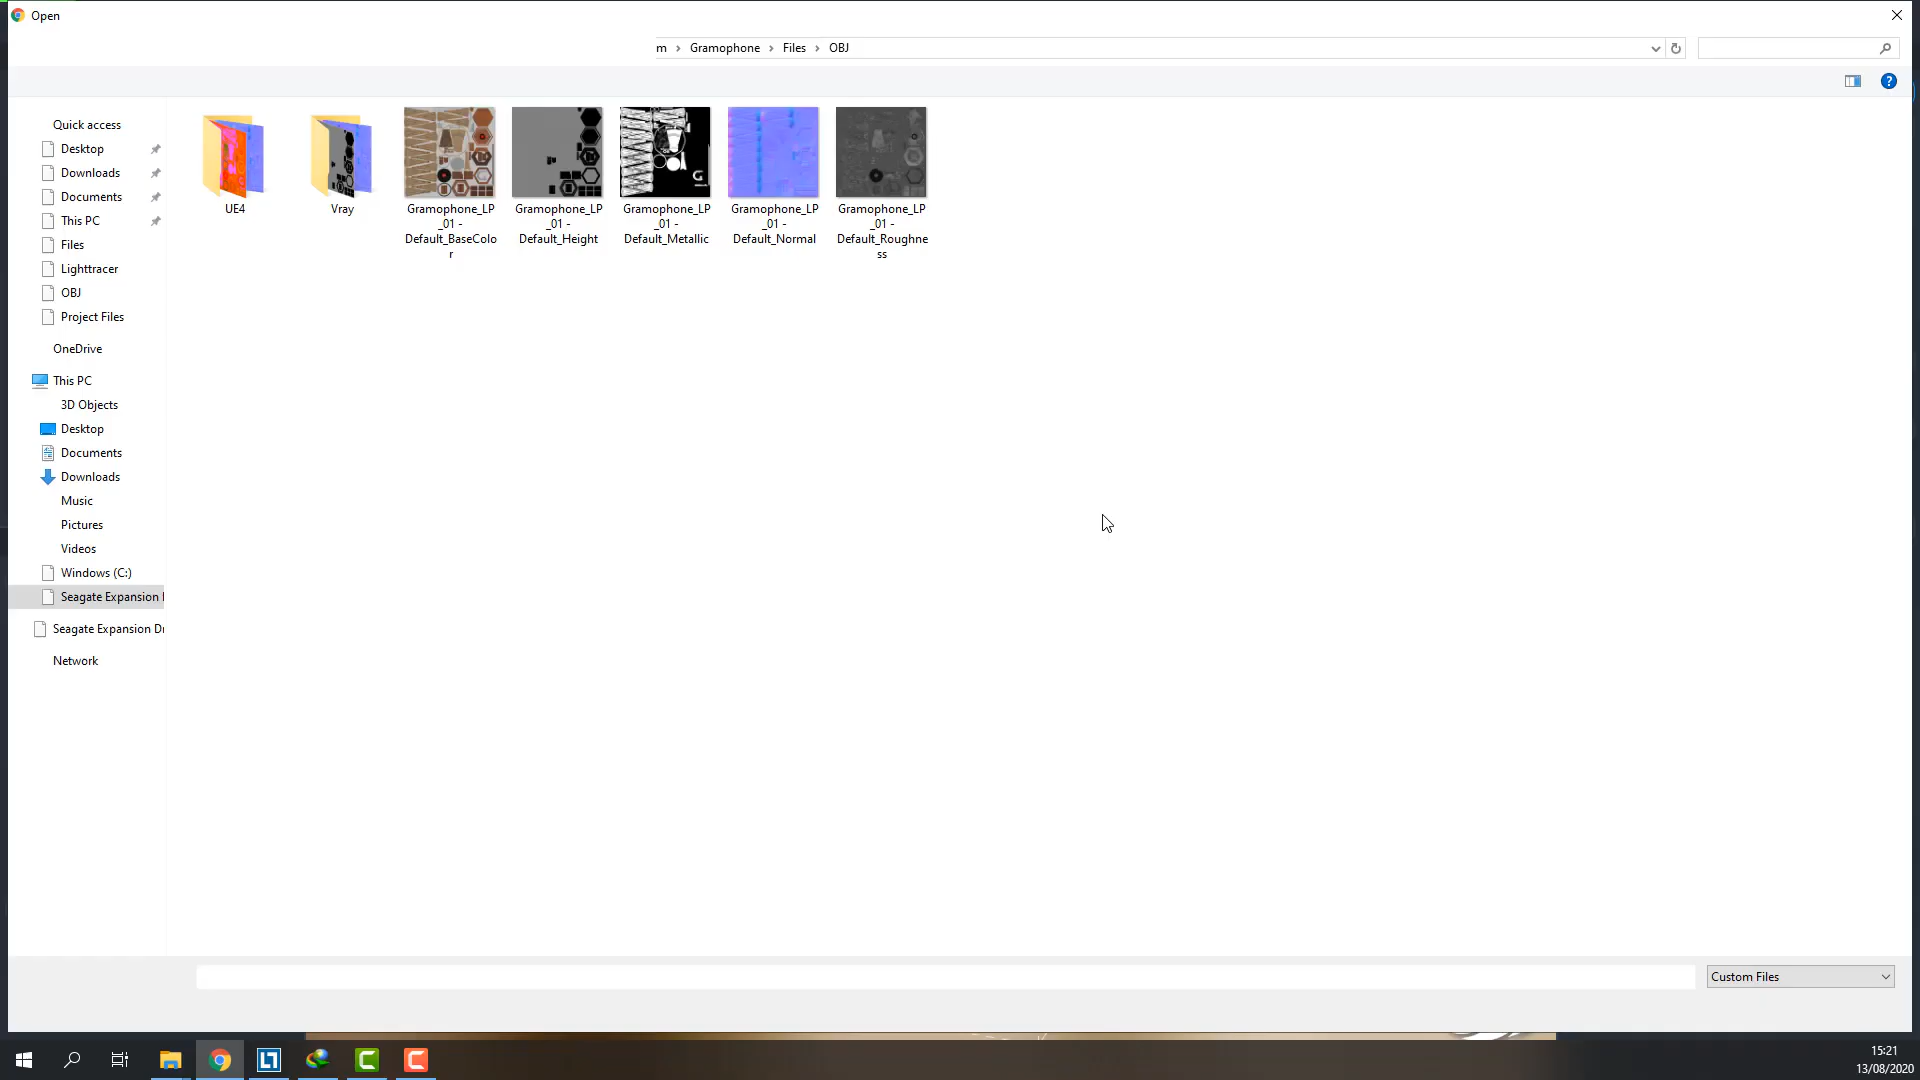 Open
m › Gramophone › Files › OBJ
Quick access
Desktop
Downloads
Documents
This PC
Files
Lighttracer
OBJ
Project Files
OneDrive
This PC
3D Objects
Desktop
Documents
Downloads
Music
Pictures
Videos
Windows (C:)
Seagate Expansion
Seagate Expansion Dr
Network
UE4
Vray
Gramophone_LP
_01 -
Default_BaseColo
r
Gramophone_LP
_01 -
Default_Height
Gramophone_LP
_01 -
Default_Metallic
Gramophone_LP
_01 -
Default_Normal
Gramophone_LP
_01 -
Default_Roughne
ss
Custom Files
15:21
13/08/2020